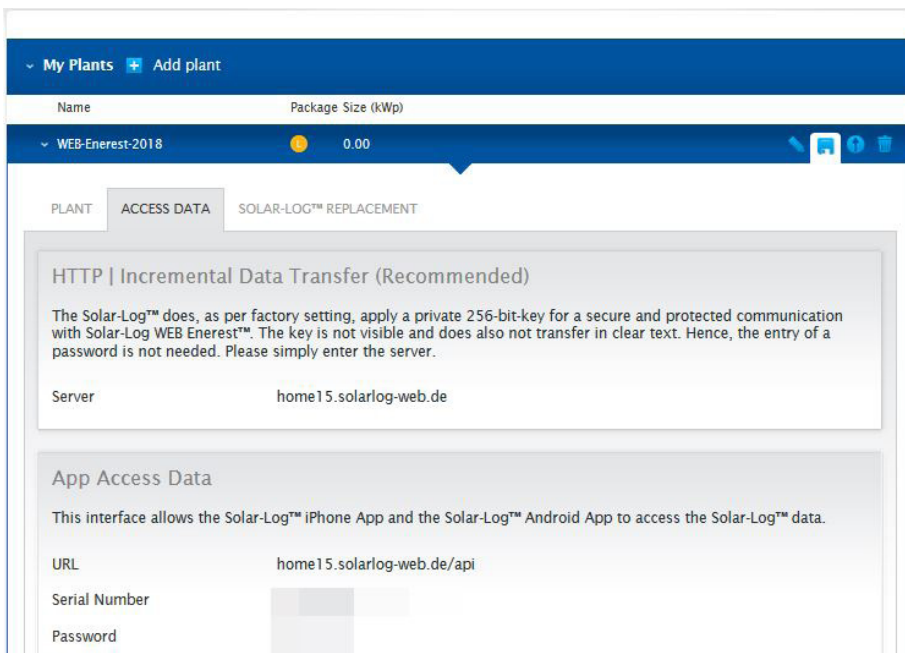 My Plants + Add plant
Name Package Size (kWp)
WEB-Enerest-2018 L 0.00
PLANT ACCESS DATA SOLAR-LOG™ REPLACEMENT
HTTP | Incremental Data Transfer (Recommended)
The Solar-Log™ does, as per factory setting, apply a private 256-bit-key for a secure and protected communication
with Solar-Log WEB Enerest™. The key is not visible and does also not transfer in clear text. Hence, the entry of a
password is not needed. Please simply enter the server.
Server home15.solarlog-web.de
App Access Data
This interface allows the Solar-Log™ iPhone App and the Solar-Log™ Android App to access the Solar-Log™ data.
URL home15.solarlog-web.de/api
Serial Number
Password